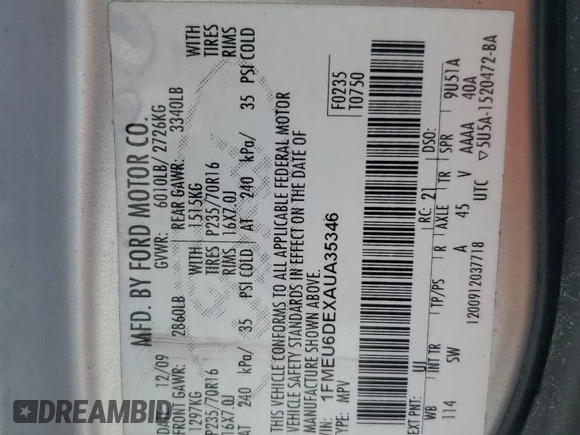 MFD. BY FORD MOTOR CO.
DATE: 12/09 GVWR: 6010LB/ 2726KG
FRONT GAWR: 2860LB REAR GAWR: 3340LB
1297KG WITH 1515KG WITH
P235/70R16 TIRES P235/70R16 TIRES
16X7.0J RIMS 16X7.0J RIMS
AT 240 kPa/ 35 PSI COLD AT 240 kPa/ 35 PSI COLD
THIS VEHICLE CONFORMS TO ALL APPLICABLE FEDERAL MOTOR
VEHICLE SAFETY STANDARDS IN EFFECT ON THE DATE OF
MANUFACTURE SHOWN ABOVE.
VIN: 1FMEU6DEXAUA35346
TYPE: MPV
F0235
T0750
EXT PNT: UI RC: 21 DSO:
WB INT TR TP/PS R AXLE TR SPR 9U51A
114 SW A 45 V AAAA 40A
1200912037718 UTC ▽5U5A-1520472-BA
DREAMBID.com